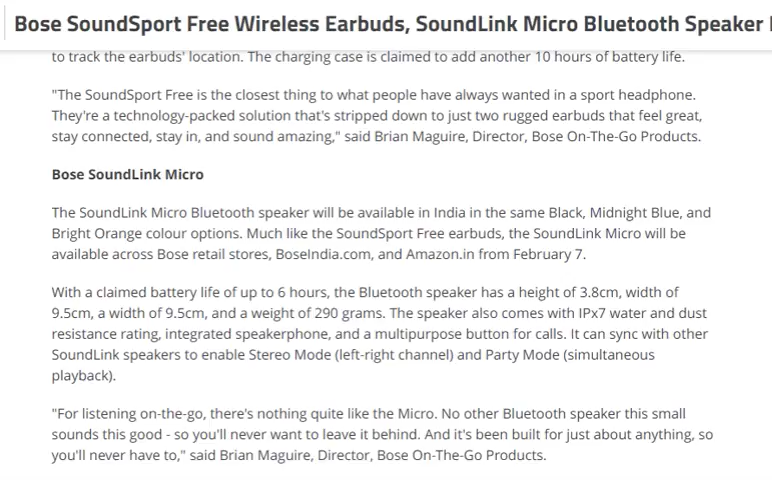 Bose SoundSport Free Wireless Earbuds, SoundLink Micro Bluetooth Speaker
to track the earbuds' location. The charging case is claimed to add another 10 hours of battery life.
"The SoundSport Free is the closest thing to what people have always wanted in a sport headphone.
They're a technology-packed solution that's stripped down to just two rugged earbuds that feel great,
stay connected, stay in, and sound amazing," said Brian Maguire, Director, Bose On-The-Go Products.
Bose SoundLink Micro
The SoundLink Micro Bluetooth speaker will be available in India in the same Black, Midnight Blue, and
Bright Orange colour options. Much like the SoundSport Free earbuds, the SoundLink Micro will be
available across Bose retail stores, BoseIndia.com, and Amazon.in from February 7.
With a claimed battery life of up to 6 hours, the Bluetooth speaker has a height of 3.8cm, width of
9.5cm, a width of 9.5cm, and a weight of 290 grams. The speaker also comes with IPx7 water and dust
resistance rating, integrated speakerphone, and a multipurpose button for calls. It can sync with other
SoundLink speakers to enable Stereo Mode (left-right channel) and Party Mode (simultaneous
playback).
"For listening on-the-go, there's nothing quite like the Micro. No other Bluetooth speaker this small
sounds this good - so you'll never want to leave it behind. And it's been built for just about anything, so
you'll never have to," said Brian Maguire, Director, Bose On-The-Go Products.